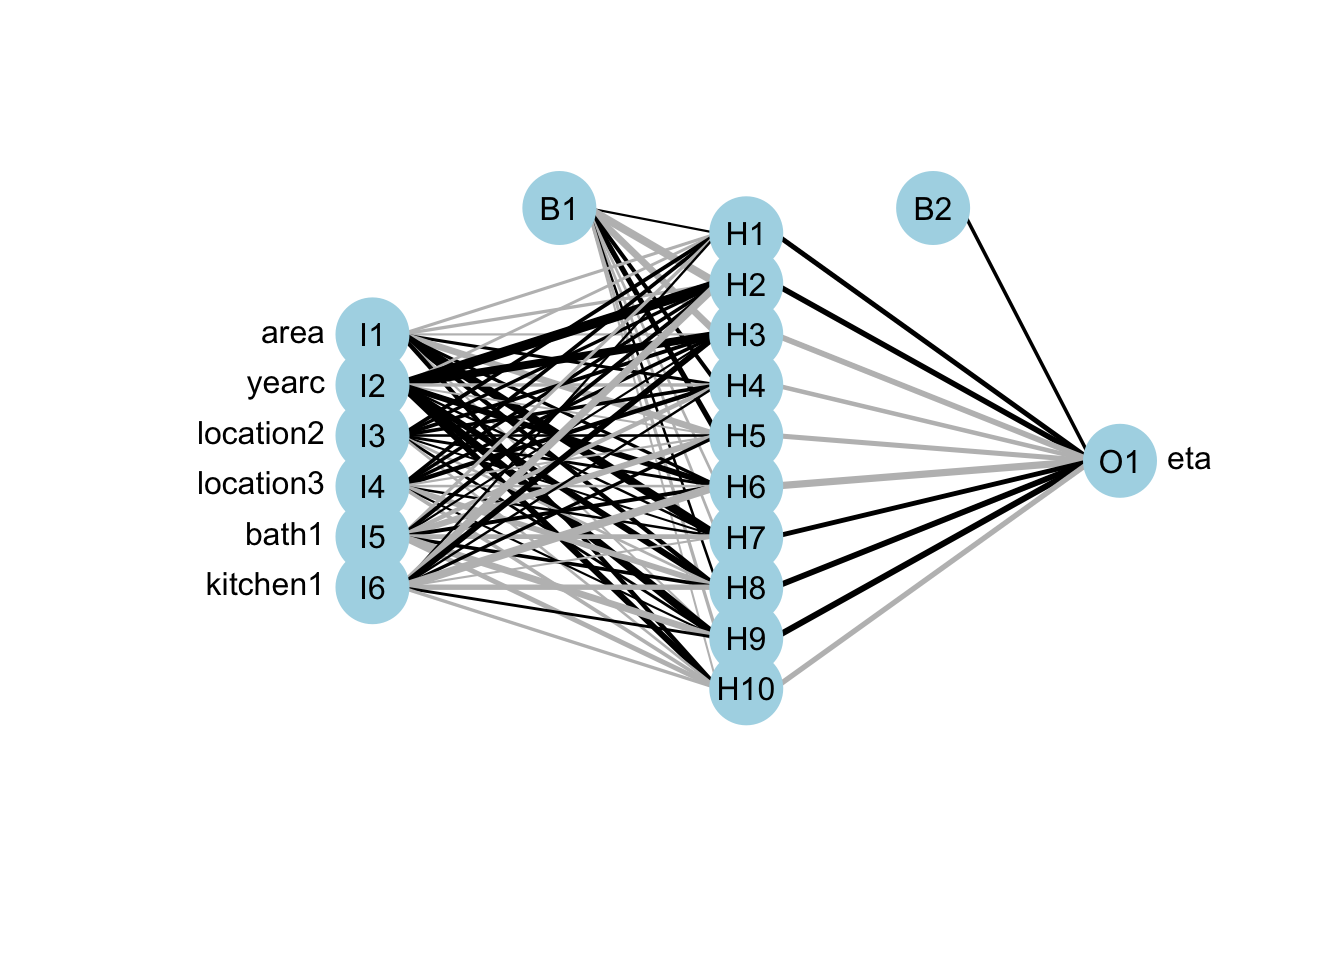 B1
B2
H1
H2
H3
H4
H5
H6
H7
H8
H9
H10
area I1
yearc I2
location2 I3
location3 I4
bath1 I5
kitchen1 I6
O1 eta